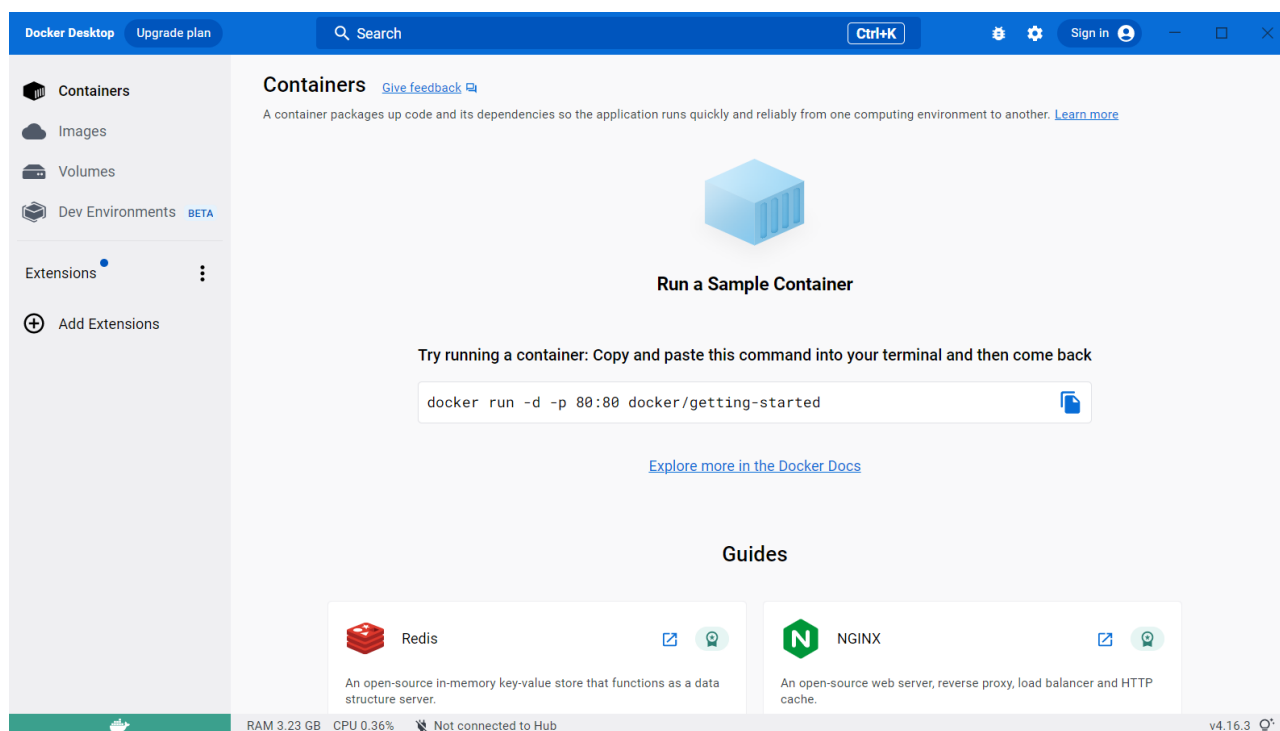 Docker Desktop Upgrade plan Search Ctrl+K Sign in
Containers
Images
Volumes
Dev Environments BETA
Extensions
Add Extensions
Containers Give feedback
A container packages up code and its dependencies so the application runs quickly and reliably from one computing environment to another. Learn more
Run a Sample Container
Try running a container: Copy and paste this command into your terminal and then come back
docker run -d -p 80:80 docker/getting-started
Explore more in the Docker Docs
Guides
Redis
An open-source in-memory key-value store that functions as a data
structure server.
N NGINX
An open-source web server, reverse proxy, load balancer and HTTP
cache.
RAM 3.23 GB CPU 0.36% Not connected to Hub v4.16.3